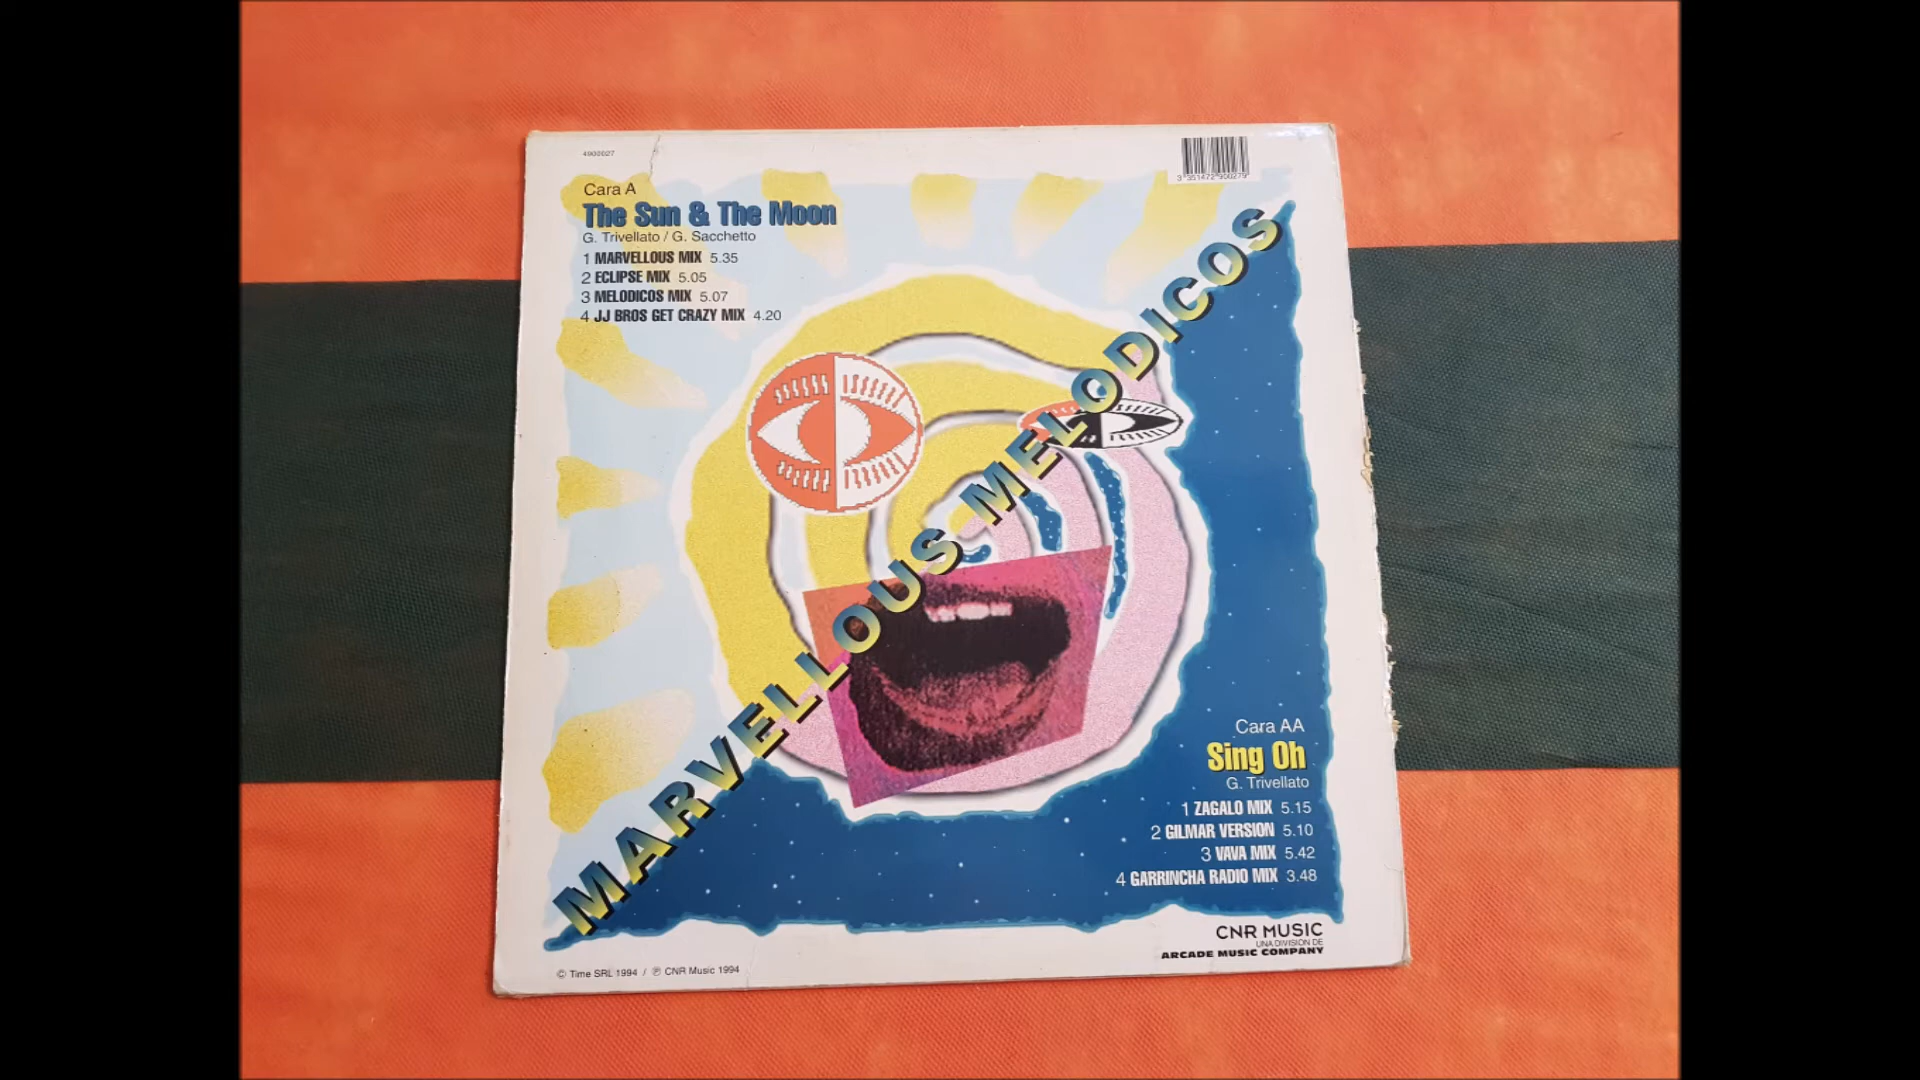 4900027
3 351472 900279
Cara A
The Sun & The Moon
G. Trivellato / G. Sacchetto
1 MARVELLOUS MIX 5.35
2 ECLIPSE MIX 5.05
3 MELODICOS MIX 5.07
4 JJ BROS GET CRAZY MIX 4.20
MARVELLOUS MELODICOS
Cara AA
Sing Oh
G. Trivellato
1 ZAGALO MIX 5.15
2 GILMAR VERSION 5.10
3 VAVA MIX 5.42
4 GARRINCHA RADIO MIX 3.48
CNR MUSIC
UNA DIVISION DE
ARCADE MUSIC COMPANY
© Time SRL 1994 / ℗ CNR Music 1994